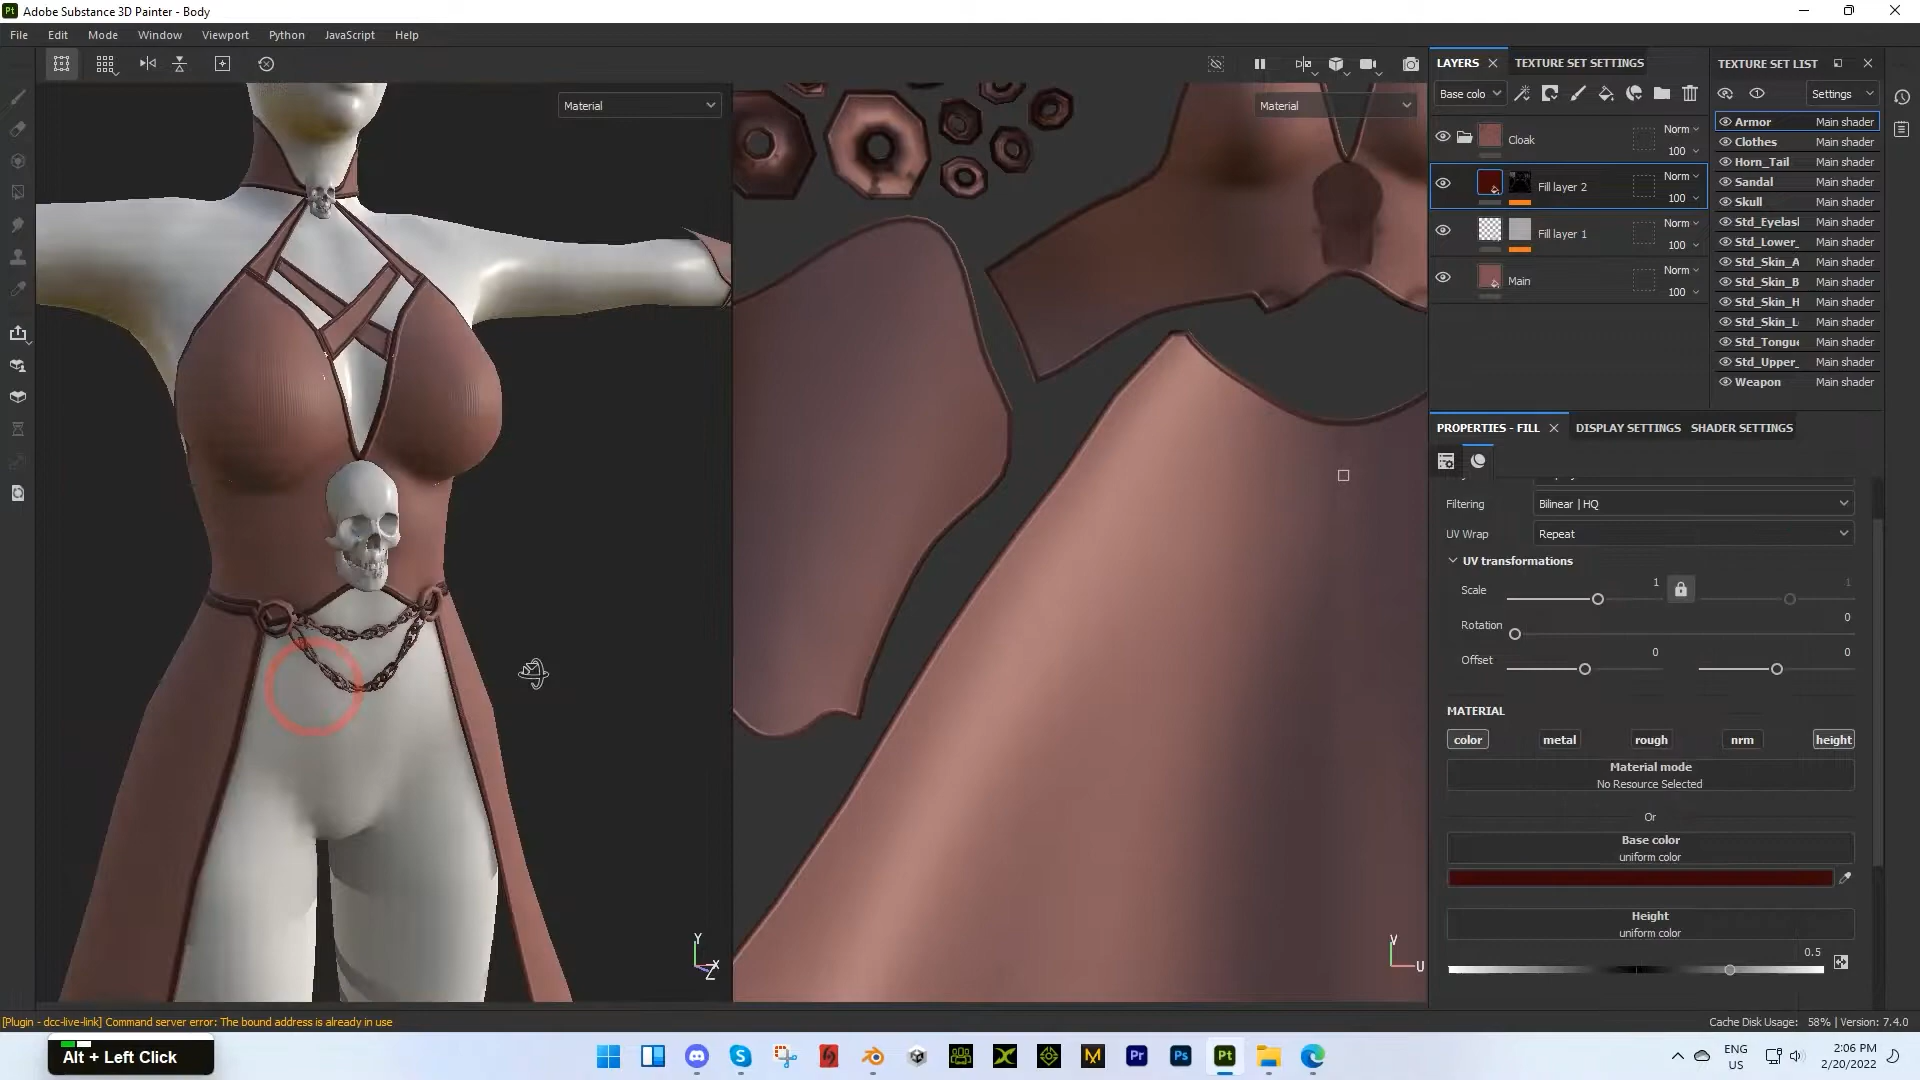 Adobe Substance 3D Painter - Body
File Edit Mode Window Viewport Python JavaScript Help
Material
Material
LAYERS
TEXTURE SET SETTINGS
Base colo
Cloak
Norm
100
Fill layer 2
Norm
100
Fill layer 1
Norm
100
Main
Norm
100
TEXTURE SET LIST
Settings
Armor Main shader
Clothes Main shader
Horn_Tail Main shader
Sandal Main shader
Skull Main shader
Std_Eyelasl Main shader
Std_Lower_ Main shader
Std_Skin_A Main shader
Std_Skin_B Main shader
Std_Skin_H Main shader
Std_Skin_L Main shader
Std_Tongue Main shader
Std_Upper_ Main shader
Weapon Main shader
PROPERTIES - FILL
DISPLAY SETTINGS
SHADER SETTINGS
Filtering Bilinear | HQ
UV Wrap Repeat
UV transformations
Scale 1 1
Rotation 0
Offset 0 0
MATERIAL
color metal rough nrm height
Material mode
No Resource Selected
Or
Base color
uniform color
Height
uniform color
0.5
Y
X
Z
V
U
[Plugin - dcc-live-link] Command server error: The bound address is already in use
Cache Disk Usage: 58% | Version: 7.4.0
Alt + Left Click
Pr
Ps
Pt
ENG
US
2:06 PM
2/20/2022